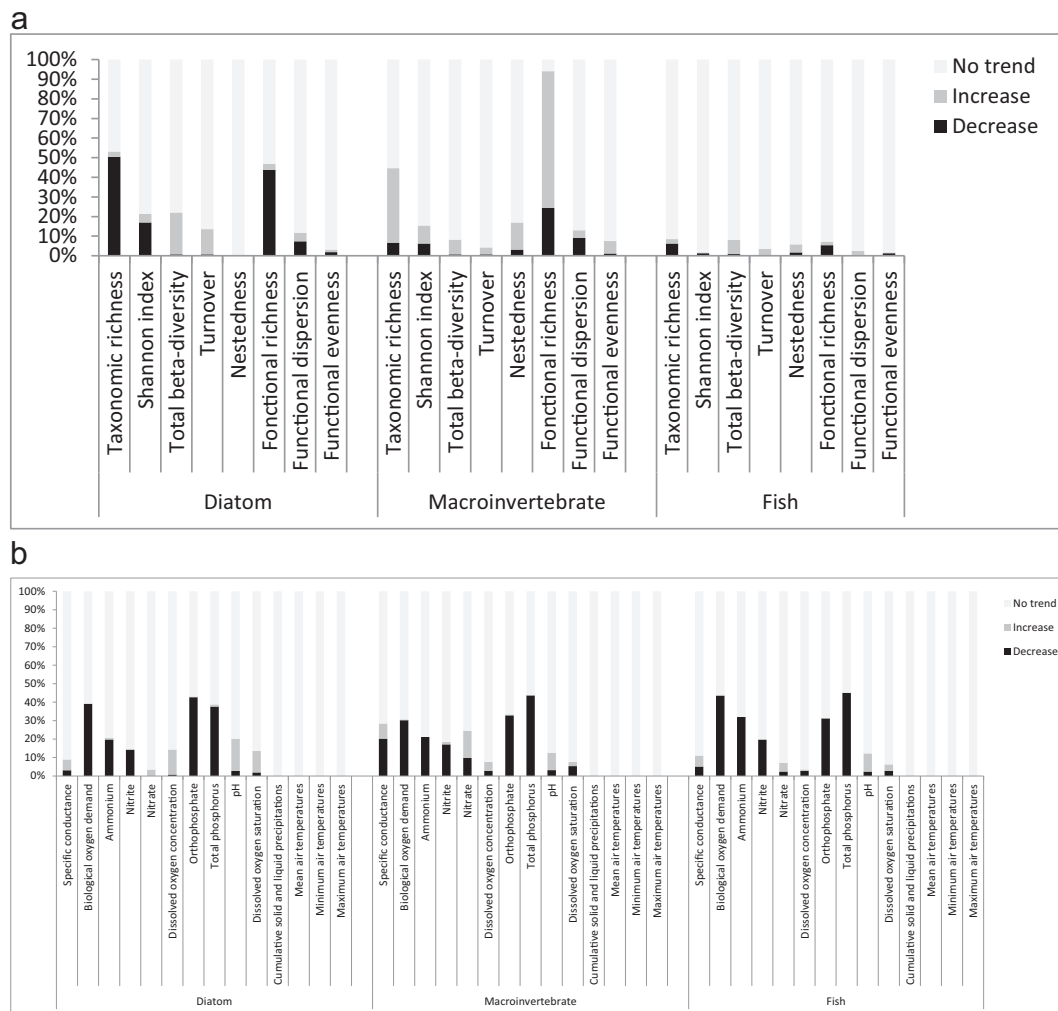 a
100%
90%
80%
70%
60%
50%
40%
30%
20%
10%
0%
No trend
Increase
Decrease
Taxonomic richness
Shannon index
Total beta-diversity
Turnover
Nestedness
Fonctional richness
Functional dispersion
Functional evenness
Taxonomic richness
Shannon index
Total beta-diversity
Turnover
Nestedness
Fonctional richness
Functional dispersion
Functional evenness
Taxonomic richness
Shannon index
Total beta-diversity
Turnover
Nestedness
Fonctional richness
Functional dispersion
Functional evenness
Diatom
Macroinvertebrate
Fish
b
100%
90%
80%
70%
60%
50%
40%
30%
20%
10%
0%
No trend
Increase
Decrease
Specific conductance
Biological oxygen demand
Ammonium
Nitrite
Nitrate
Dissolved oxygen concentration
Orthophosphate
Total phosphorus
pH
Dissolved oxygen saturation
Cumulative solid and liquid precipitations
Mean air temperatures
Minimum air temperatures
Maximum air temperatures
Specific conductance
Biological oxygen demand
Ammonium
Nitrite
Nitrate
Dissolved oxygen concentration
Orthophosphate
Total phosphorus
pH
Dissolved oxygen saturation
Cumulative solid and liquid precipitations
Mean air temperatures
Minimum air temperatures
Maximum air temperatures
Specific conductance
Biological oxygen demand
Ammonium
Nitrite
Nitrate
Dissolved oxygen concentration
Orthophosphate
Total phosphorus
pH
Dissolved oxygen saturation
Cumulative solid and liquid precipitations
Mean air temperatures
Minimum air temperatures
Maximum air temperatures
Diatom
Macroinvertebrate
Fish